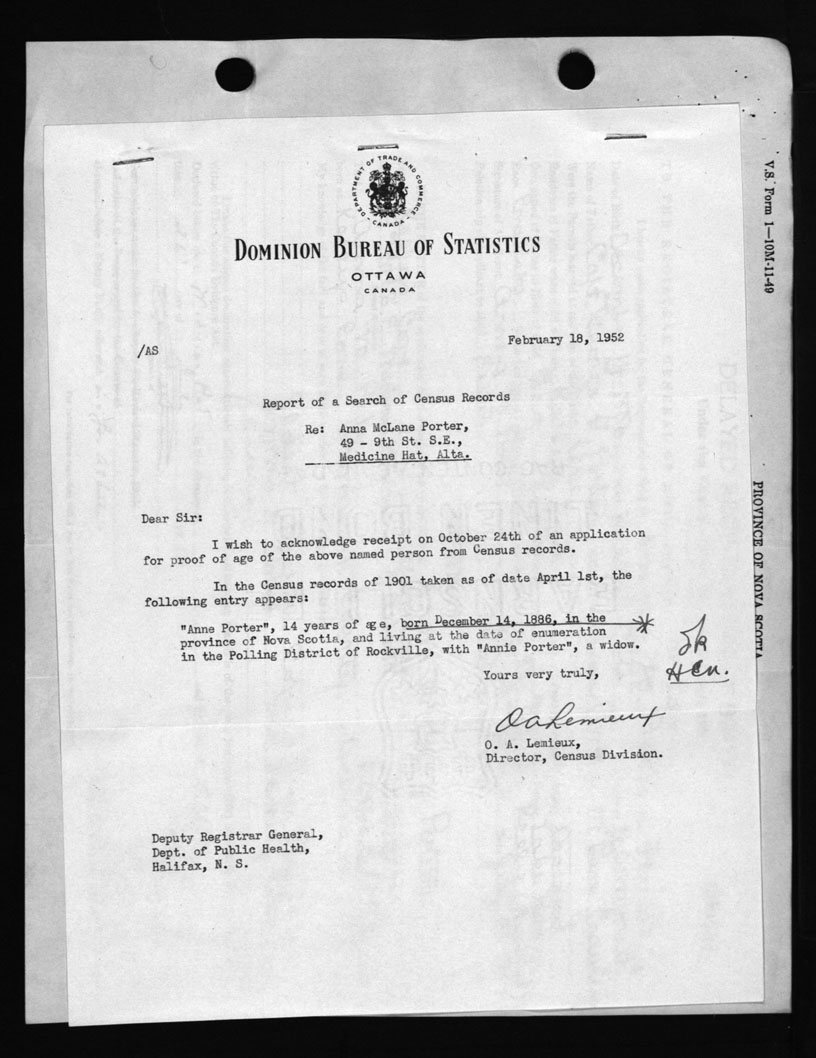 V.S. Form 1—10M-11-49
DEPARTMENT OF TRADE AND COMMERCE
CANADA
DOMINION BUREAU OF STATISTICS
OTTAWA
CANADA
February 18, 1952
/AS
Report of a Search of Census Records
Re: Anna McLane Porter,
49 - 9th St. S.E.,
Medicine Hat, Alta.
PROVINCE OF NOVA SCOTIA
Dear Sir:
I wish to acknowledge receipt on October 24th of an application
for proof of age of the above named person from Census records.
In the Census records of 1901 taken as of date April 1st, the
following entry appears:
"Anne Porter", 14 years of age, born December 14, 1886, in the
province of Nova Scotia, and living at the date of enumeration
in the Polling District of Rockville, with "Annie Porter", a widow.
Yours very truly,
O A Lemieux
O. A. Lemieux,
Director, Census Division.
Deputy Registrar General,
Dept. of Public Health,
Halifax, N. S.